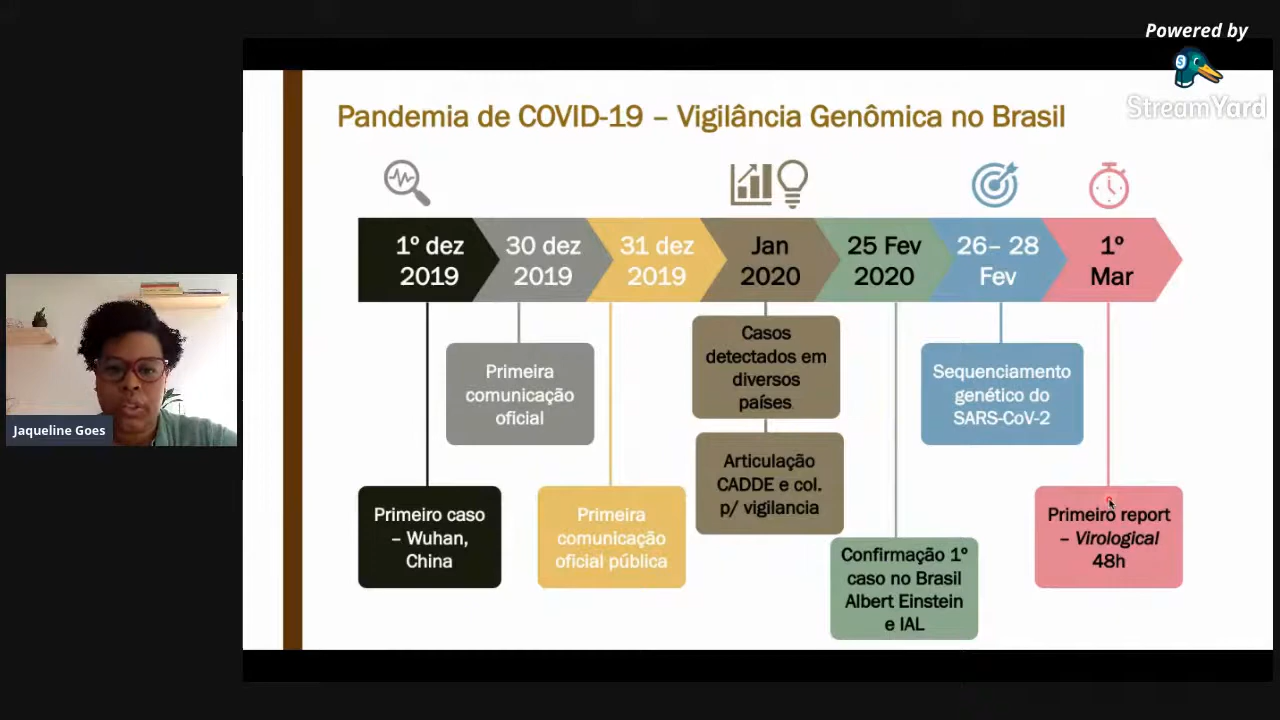 Powered by
StreamYard
Pandemia de COVID-19 – Vigilância Genômica no Brasil
1º dez
2019
30 dez
2019
31 dez
2019
Jan
2020
25 Fev
2020
26– 28
Fev
1º
Mar
Primeiro caso
– Wuhan,
China
Primeira
comunicação
oficial
Primeira
comunicação
oficial pública
Casos
detectados em
diversos
países
Articulação
CADDE e col.
p/ vigilancia
Confirmação 1º
caso no Brasil
Albert Einstein
e IAL
Sequenciamento
genético do
SARS-CoV-2
Primeiro report
– Virological
48h
Jaqueline Goes